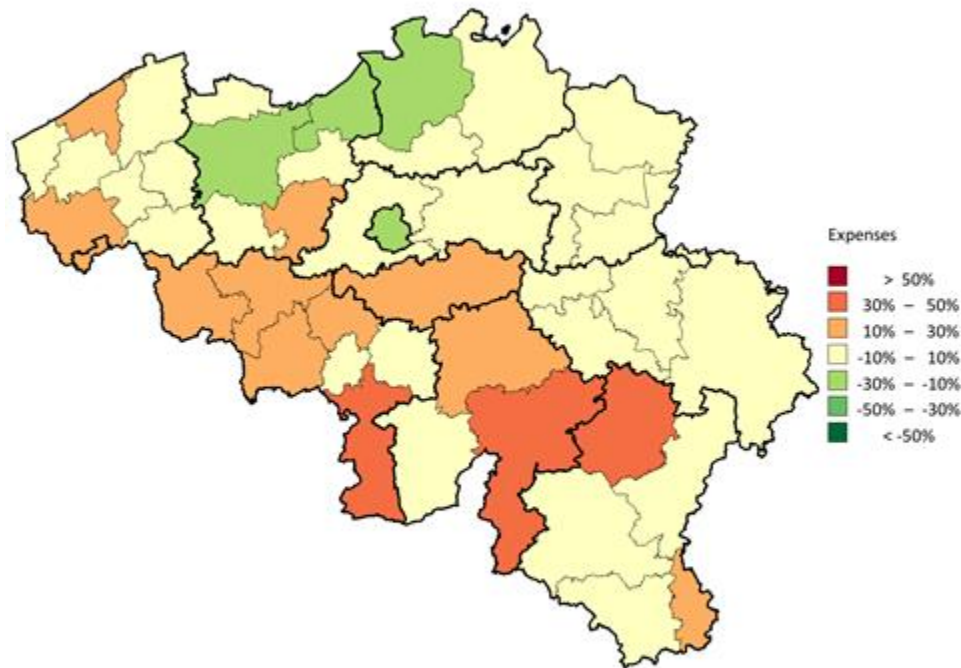 Expenses
> 50%
30% – 50%
10% – 30%
-10% – 10%
-30% – -10%
-50% – -30%
< -50%